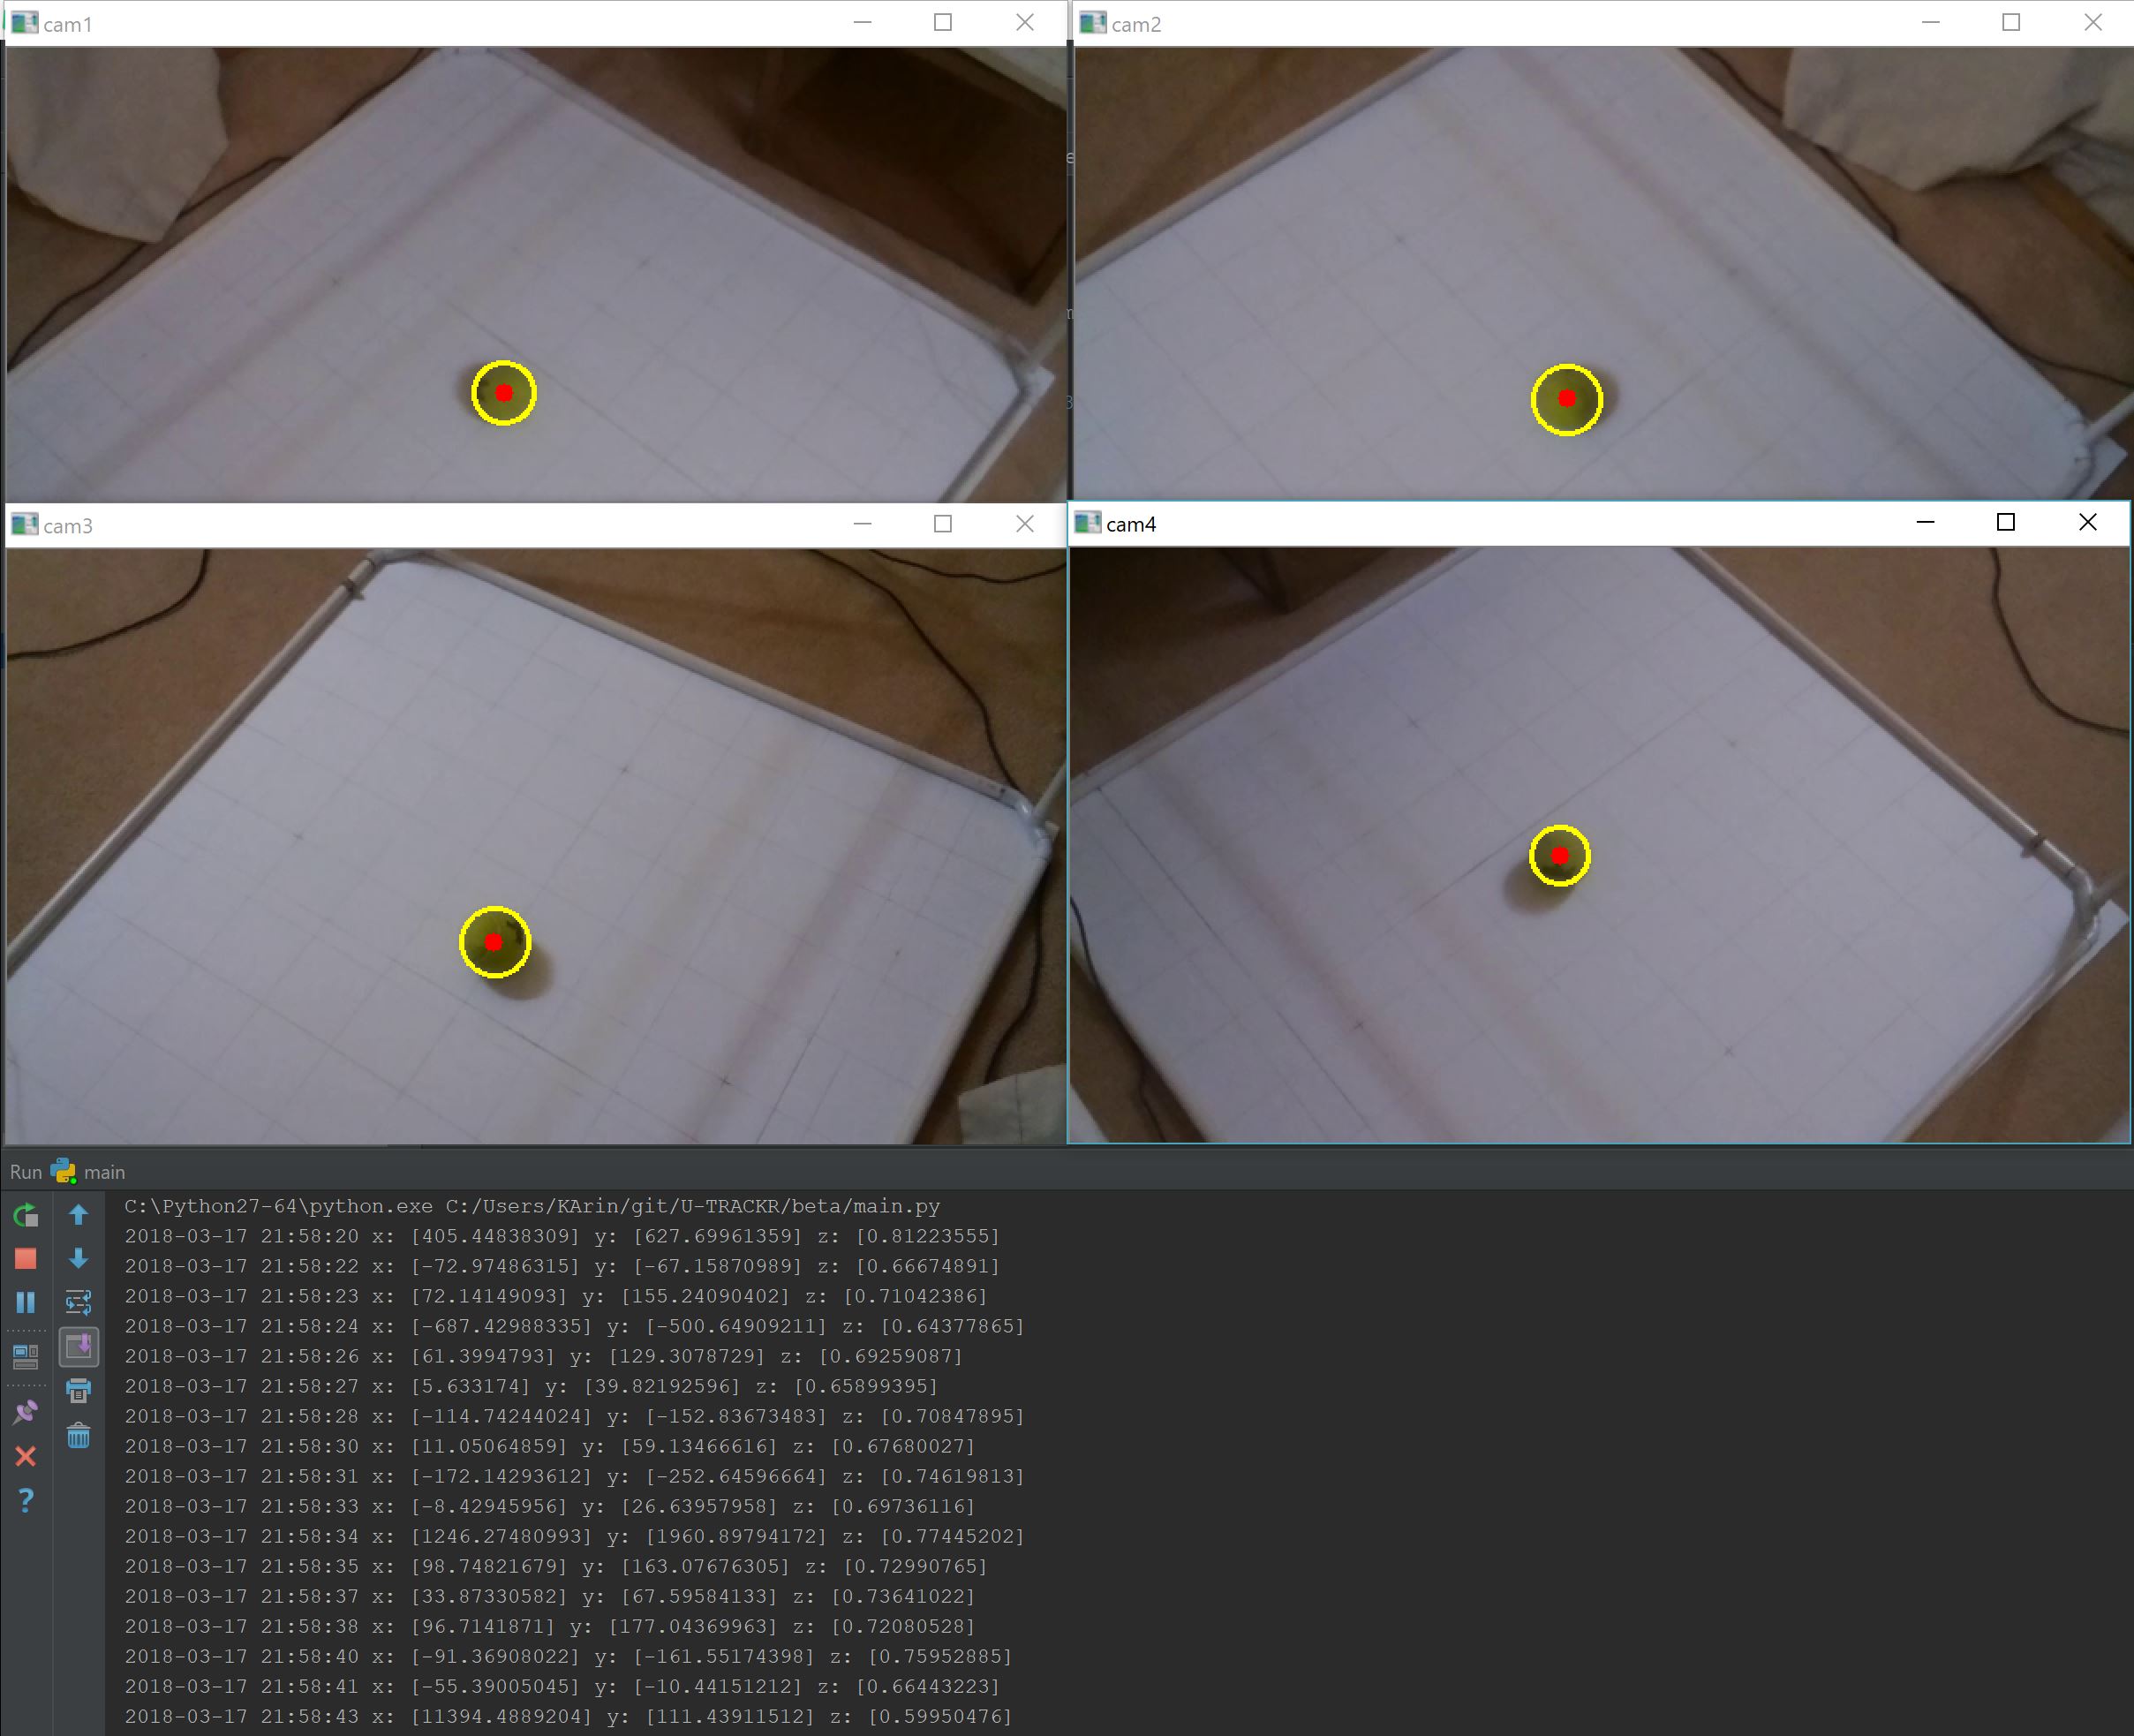 cam1
cam2
cam3
cam4
Run main
C:\Python27-64\python.exe C:/Users/KArin/git/U-TRACKR/beta/main.py
2018-03-17 21:58:20 x: [405.44838309] y: [627.69961359] z: [0.81223555]
2018-03-17 21:58:22 x: [-72.97486315] y: [-67.15870989] z: [0.66674891]
2018-03-17 21:58:23 x: [72.14149093] y: [155.24090402] z: [0.71042386]
2018-03-17 21:58:24 x: [-687.42988335] y: [-500.64909211] z: [0.64377865]
2018-03-17 21:58:26 x: [61.3994793] y: [129.3078729] z: [0.69259087]
2018-03-17 21:58:27 x: [5.633174] y: [39.82192596] z: [0.65899395]
2018-03-17 21:58:28 x: [-114.74244024] y: [-152.83673483] z: [0.70847895]
2018-03-17 21:58:30 x: [11.05064859] y: [59.13466616] z: [0.67680027]
2018-03-17 21:58:31 x: [-172.14293612] y: [-252.64596664] z: [0.74619813]
2018-03-17 21:58:33 x: [-8.42945956] y: [26.63957958] z: [0.69736116]
2018-03-17 21:58:34 x: [1246.27480993] y: [1960.89794172] z: [0.77445202]
2018-03-17 21:58:35 x: [98.74821679] y: [163.07676305] z: [0.72990765]
2018-03-17 21:58:37 x: [33.87330582] y: [67.59584133] z: [0.73641022]
2018-03-17 21:58:38 x: [96.7141871] y: [177.04369963] z: [0.72080528]
2018-03-17 21:58:40 x: [-91.36908022] y: [-161.55174398] z: [0.75952885]
2018-03-17 21:58:41 x: [-55.39005045] y: [-10.44151212] z: [0.66443223]
2018-03-17 21:58:43 x: [11394.4889204] y: [111.43911512] z: [0.59950476]